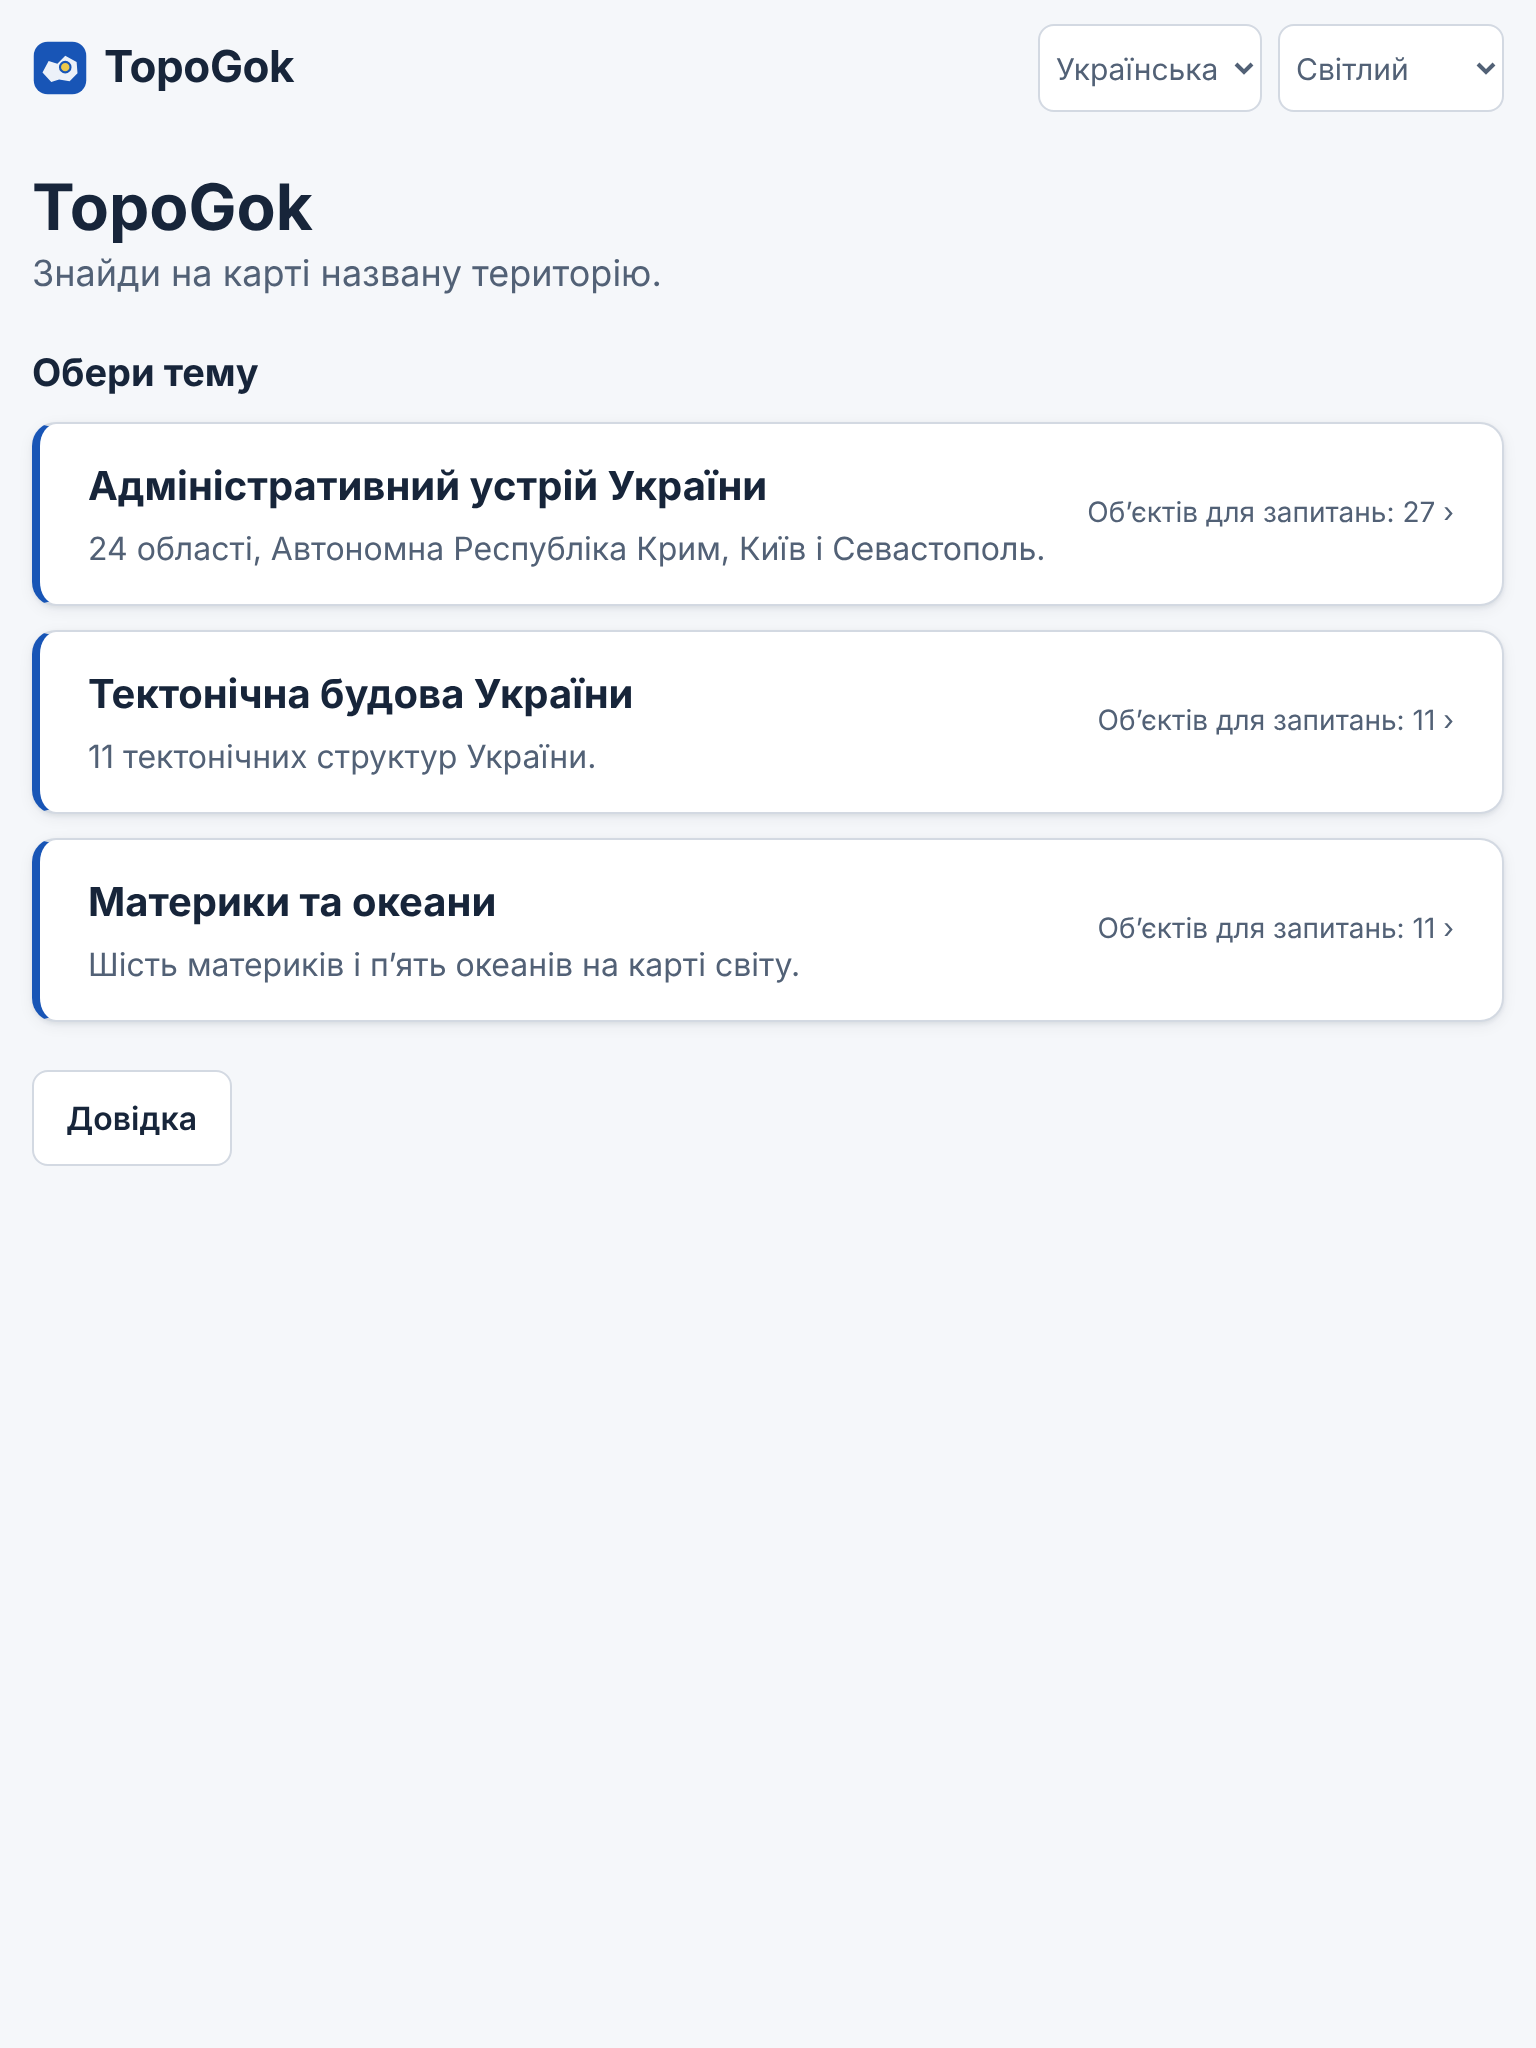 TopoGok
Українська
Світлий
TopoGok
Знайди на карті названу територію.
Обери тему
Адміністративний устрій України
24 області, Автономна Республіка Крим, Київ і Севастополь.
Об’єктів для запитань: 27 ›
Тектонічна будова України
11 тектонічних структур України.
Об’єктів для запитань: 11 ›
Материки та океани
Шість материків і п’ять океанів на карті світу.
Об’єктів для запитань: 11 ›
Довідка